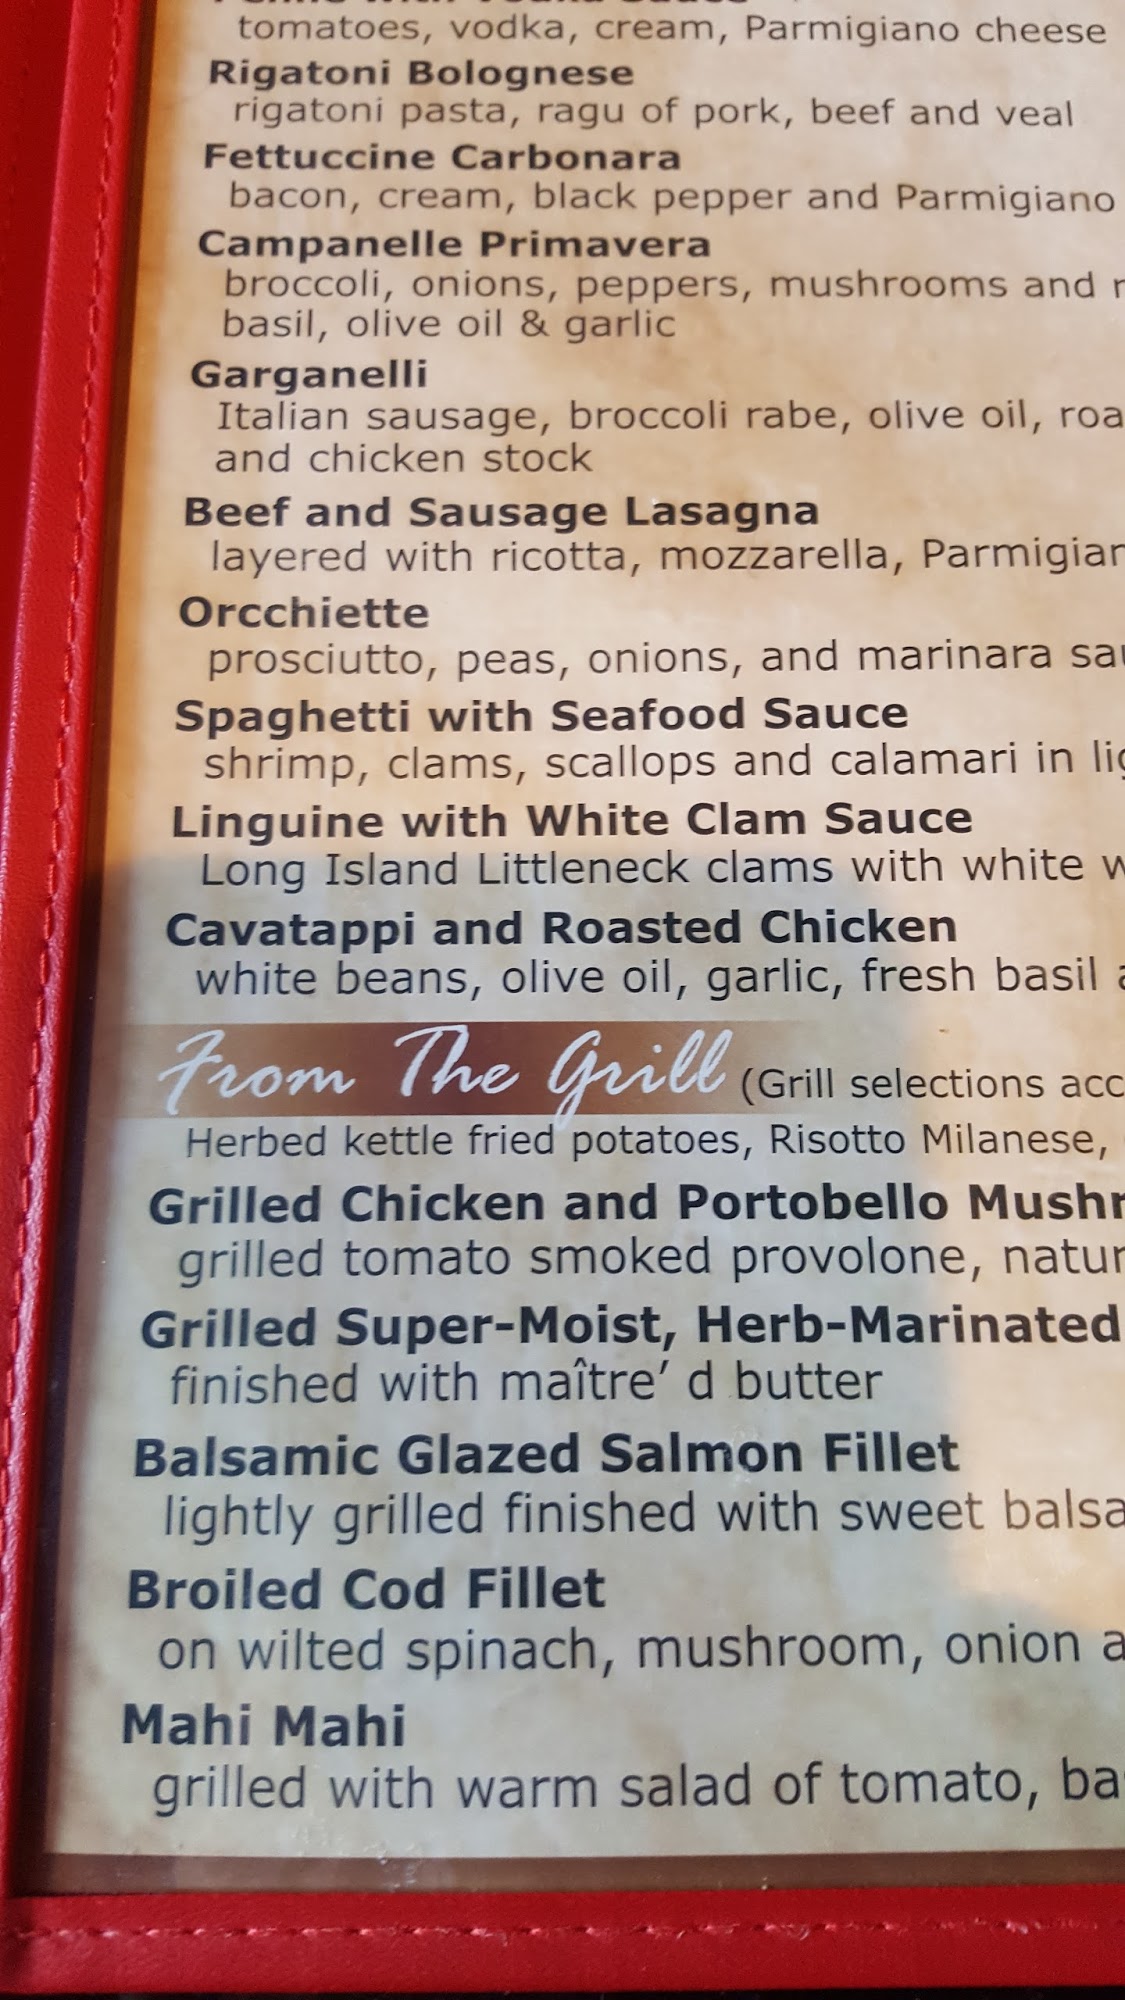 tomatoes, vodka, cream, Parmigiano cheese
Rigatoni Bolognese
rigatoni pasta, ragu of pork, beef and veal
Fettuccine Carbonara
bacon, cream, black pepper and Parmigiano
Campanelle Primavera
broccoli, onions, peppers, mushrooms and
basil, olive oil & garlic
Garganelli
Italian sausage, broccoli rabe, olive oil,
and chicken stock
Beef and Sausage Lasagna
layered with ricotta, mozzarella,
Orcchiette
prosciutto, peas, onions, and marinara
Spaghetti with Seafood Sauce
shrimp, clams, scallops and calamari in
Linguine with White Clam Sauce
Long Island Littleneck clams with white
Cavatappi and Roasted Chicken
white beans, olive oil, garlic, fresh basil
From The Grill (Grill selections
Herbed kettle fried potatoes, Risotto Milanese,
Grilled Chicken and Portobello
grilled tomato smoked provolone,
Grilled Super-Moist, Herb-Marinated
finished with maître' d butter
Balsamic Glazed Salmon Fillet
lightly grilled finished with sweet
Broiled Cod Fillet
on wilted spinach, mushroom, onion
Mahi Mahi
grilled with warm salad of tomato,